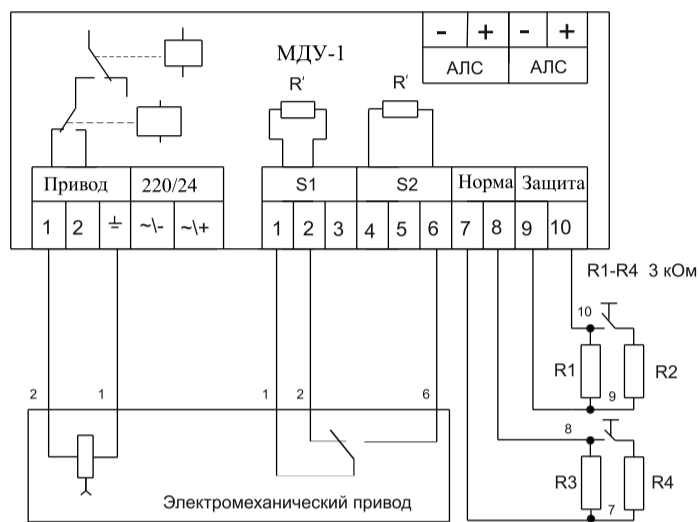 - + - +
АЛС АЛС
МДУ-1
R′ R′
Привод 220/24 S1 S2 Норма Защита
1 2 ⏚ ~\- ~\+ 1 2 3 4 5 6 7 8 9 10
R1-R4 3 кОм
10
R1 R2
9
2 1 1 2 6
8
R3 R4
7
Электромеханический привод